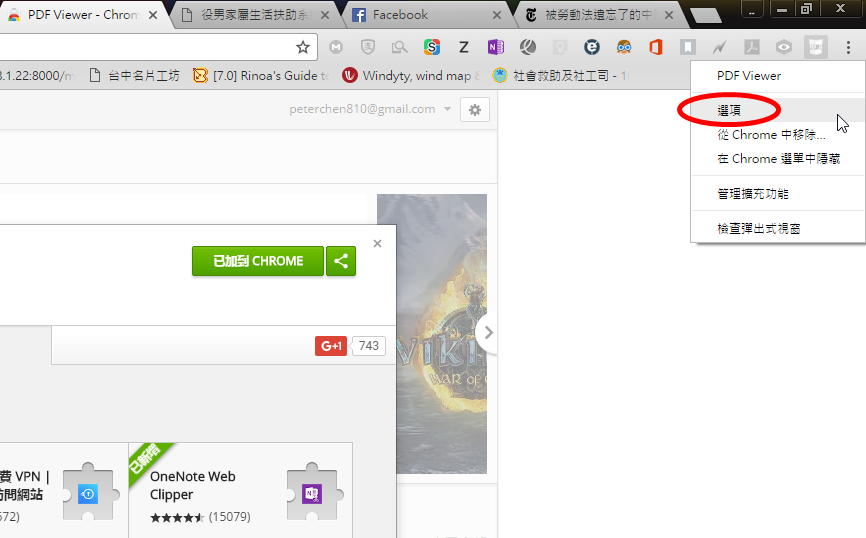 PDF Viewer - Chrom
役男家屬生活扶助系
Facebook
被勞動法遺忘了的中
8.1.22:8000/m
台中名片工坊
[7.0] Rinoa's Guide to
Windyty, wind map &
社會救助及社工司 - 1
PDF Viewer
選項
從 Chrome 中移除...
在 Chrome 選單中隱藏
管理擴充功能
檢查彈出式視窗
peterchen810@gmail.com
已加到 CHROME
G+1
743
VIKIN
WAR OF C
費 VPN |
訪問網站
572)
已新增
OneNote Web
Clipper
(15079)